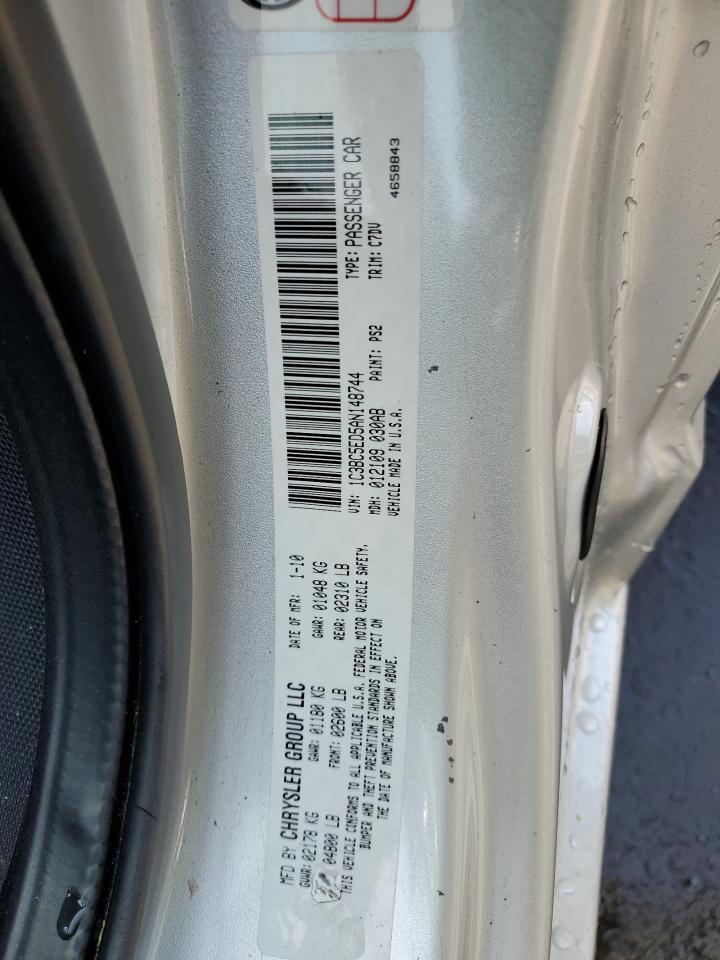 MFD BY CHRYSLER GROUP LLC DATE OF MFR: 1-10
GVWR: 02178 KG GAWR: 01180 KG GAWR: 01048 KG
04800 LB FRONT: 02600 LB REAR: 02310 LB
THIS VEHICLE CONFORMS TO ALL APPLICABLE U.S.A. FEDERAL MOTOR VEHICLE SAFETY,
BUMPER AND THEFT PREVENTION STANDARDS IN EFFECT ON
THE DATE OF MANUFACTURE SHOWN ABOVE.
VIN: 1C3BC5ED5AN148744 TYPE: PASSENGER CAR
MDH: 012109 030AB PAINT: PS2 TRIM: C7DV
VEHICLE MADE IN U.S.A. 4658843